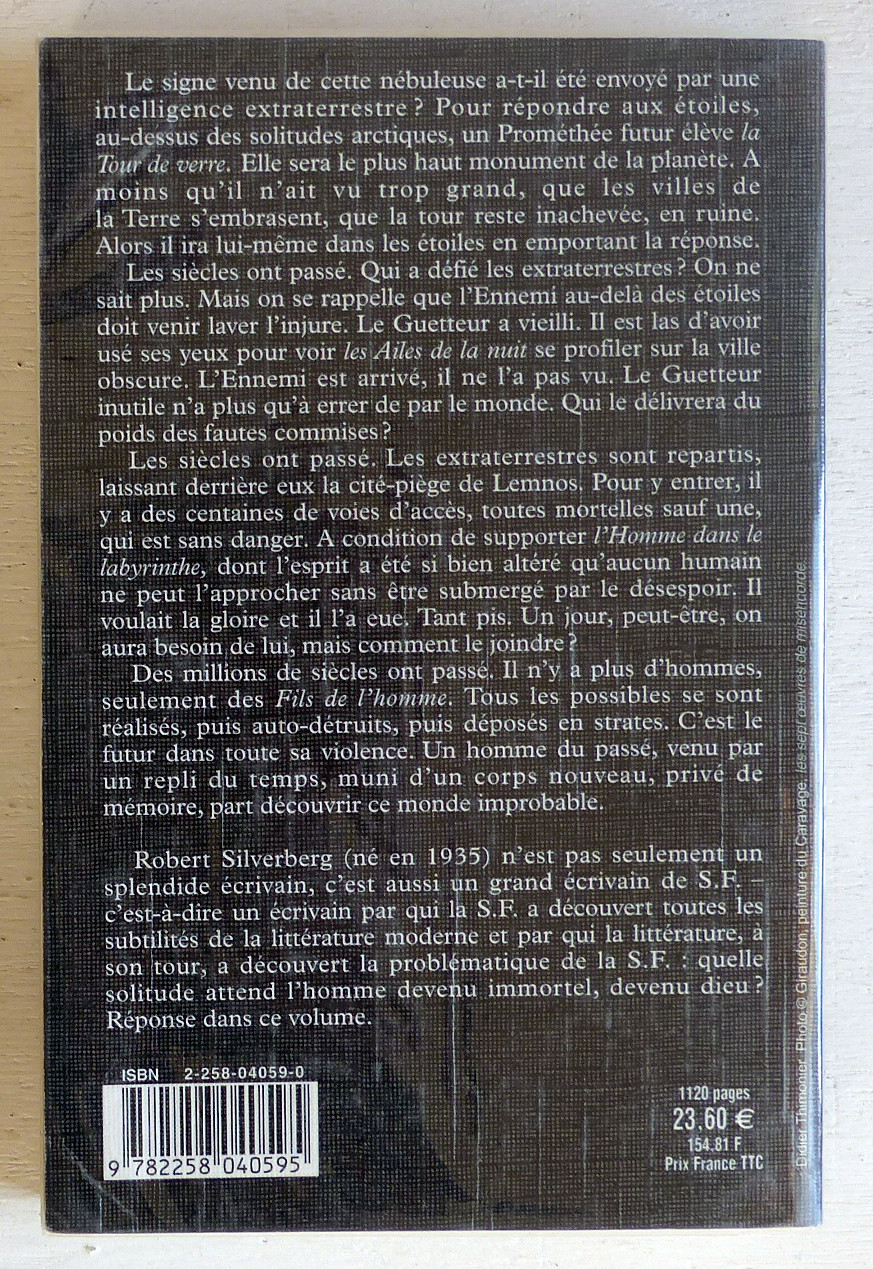 Le signe venu de cette nébuleuse a-t-il été envoyé par une
intelligence extraterrestre ? Pour répondre aux étoiles,
au-dessus des solitudes arctiques, un Prométhée futur élève la
Tour de verre. Elle sera le plus haut monument de la planète. A
moins qu'il n'ait vu trop grand, que les villes de
la Terre s'embrasent, que la tour reste inachevée, en ruine.
Alors il ira lui-même dans les étoiles en emportant la réponse.
Les siècles ont passé. Qui a défié les extraterrestres ? On ne
sait plus. Mais on se rappelle que l'Ennemi au-delà des étoiles
doit venir laver l'injure. Le Guetteur a vieilli. Il est las d'avoir
usé ses yeux pour voir les Ailes de la nuit se profiler sur la ville
obscure. L'Ennemi est arrivé, il ne l'a pas vu. Le Guetteur
inutile n'a plus qu'à errer de par le monde. Qui le délivrera du
poids des fautes commises ?
Les siècles ont passé. Les extraterrestres sont repartis,
laissant derrière eux la cité-piège de Lemnos. Pour y entrer, il
y a des centaines de voies d'accès, toutes mortelles sauf une,
qui est sans danger. A condition de supporter l'Homme dans le
labyrinthe, dont l'esprit a été si bien altéré qu'aucun humain
ne peut l'approcher sans être submergé par le désespoir. Il
voulait la gloire et il l'a eue. Tant pis. Un jour, peut-être, on
aura besoin de lui, mais comment le joindre ?
Des millions de siècles ont passé. Il n'y a plus d'hommes,
seulement des Fils de l'homme. Tous les possibles se sont
réalisés, puis auto-détruits, puis déposés en strates. C'est le
futur dans toute sa violence. Un homme du passé, venu par
un repli du temps, muni d'un corps nouveau, privé de
mémoire, part découvrir ce monde improbable.
Robert Silverberg (né en 1935) n'est pas seulement un
splendide écrivain, c'est aussi un grand écrivain de S.F. –
c'est-à-dire un écrivain par qui la S.F. a découvert toutes les
subtilités de la littérature moderne et par qui la littérature, à
son tour, a découvert la problématique de la S.F. : quelle
solitude attend l'homme devenu immortel, devenu dieu ?
Réponse dans ce volume.
ISBN 2-258-04059-0
9 782258 040595
1120 pages
23,60 €
154.81 F
Prix France TTC
Didier Thimonier. Photo © Giraudon, peinture du Caravage, les sept œuvres de miséricorde.